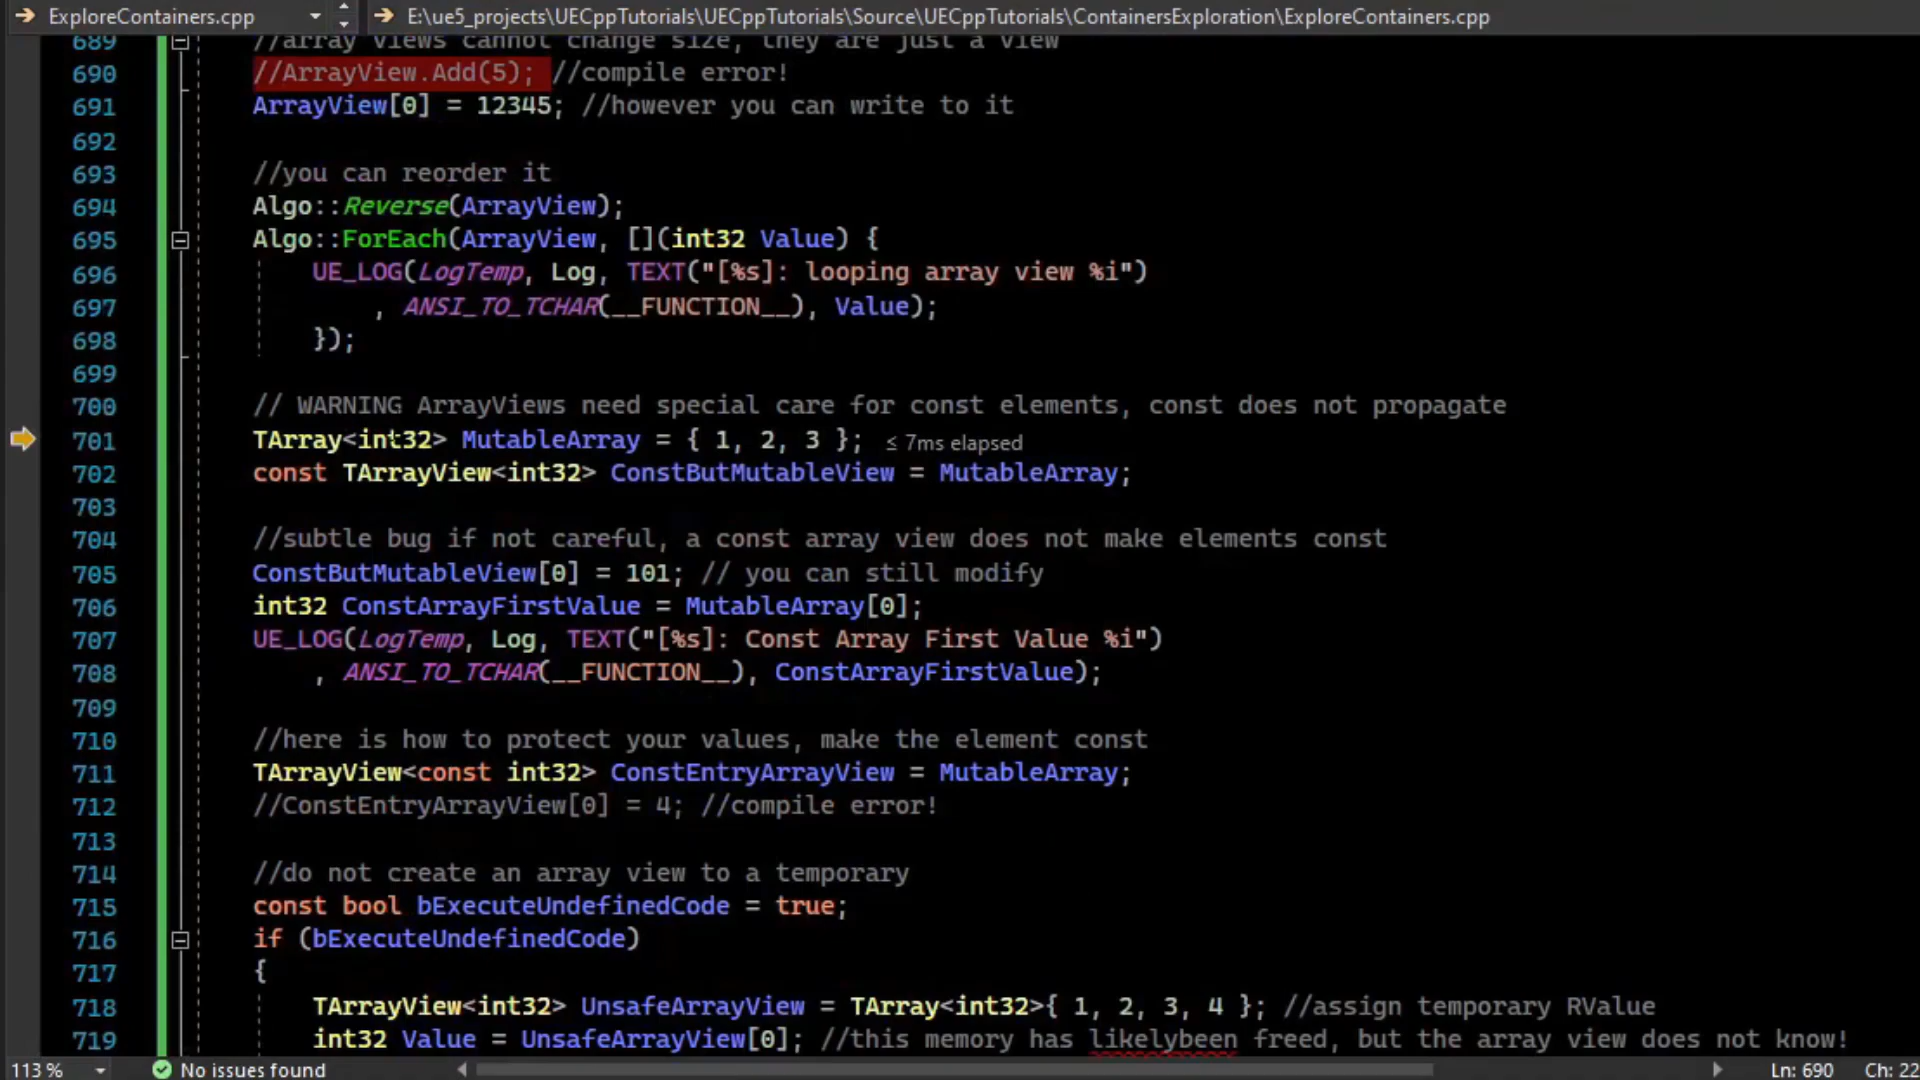 ExploreContainers.cpp E:\ue5_projects\UECppTutorials\UECppTutorials\Source\UECppTutorials\ContainersExploration\ExploreContainers.cpp
689 //array views cannot change size, they are just a view
690 //ArrayView.Add(5); //compile error!
691 ArrayView[0] = 12345; //however you can write to it
692
693 //you can reorder it
694 Algo::Reverse(ArrayView);
695 Algo::ForEach(ArrayView, [](int32 Value) {
696 UE_LOG(LogTemp, Log, TEXT("[%s]: looping array view %i")
697 , ANSI_TO_TCHAR(__FUNCTION__), Value);
698 });
699
700 // WARNING ArrayViews need special care for const elements, const does not propagate
701 TArray<int32> MutableArray = { 1, 2, 3 }; ≤ 7ms elapsed
702 const TArrayView<int32> ConstButMutableView = MutableArray;
703
704 //subtle bug if not careful, a const array view does not make elements const
705 ConstButMutableView[0] = 101; // you can still modify
706 int32 ConstArrayFirstValue = MutableArray[0];
707 UE_LOG(LogTemp, Log, TEXT("[%s]: Const Array First Value %i")
708 , ANSI_TO_TCHAR(__FUNCTION__), ConstArrayFirstValue);
709
710 //here is how to protect your values, make the element const
711 TArrayView<const int32> ConstEntryArrayView = MutableArray;
712 //ConstEntryArrayView[0] = 4; //compile error!
713
714 //do not create an array view to a temporary
715 const bool bExecuteUndefinedCode = true;
716 if (bExecuteUndefinedCode)
717 {
718 TArrayView<int32> UnsafeArrayView = TArray<int32>{ 1, 2, 3, 4 }; //assign temporary RValue
719 int32 Value = UnsafeArrayView[0]; //this memory has likelybeen freed, but the array view does not know!
113 % No issues found Ln: 690 Ch: 22